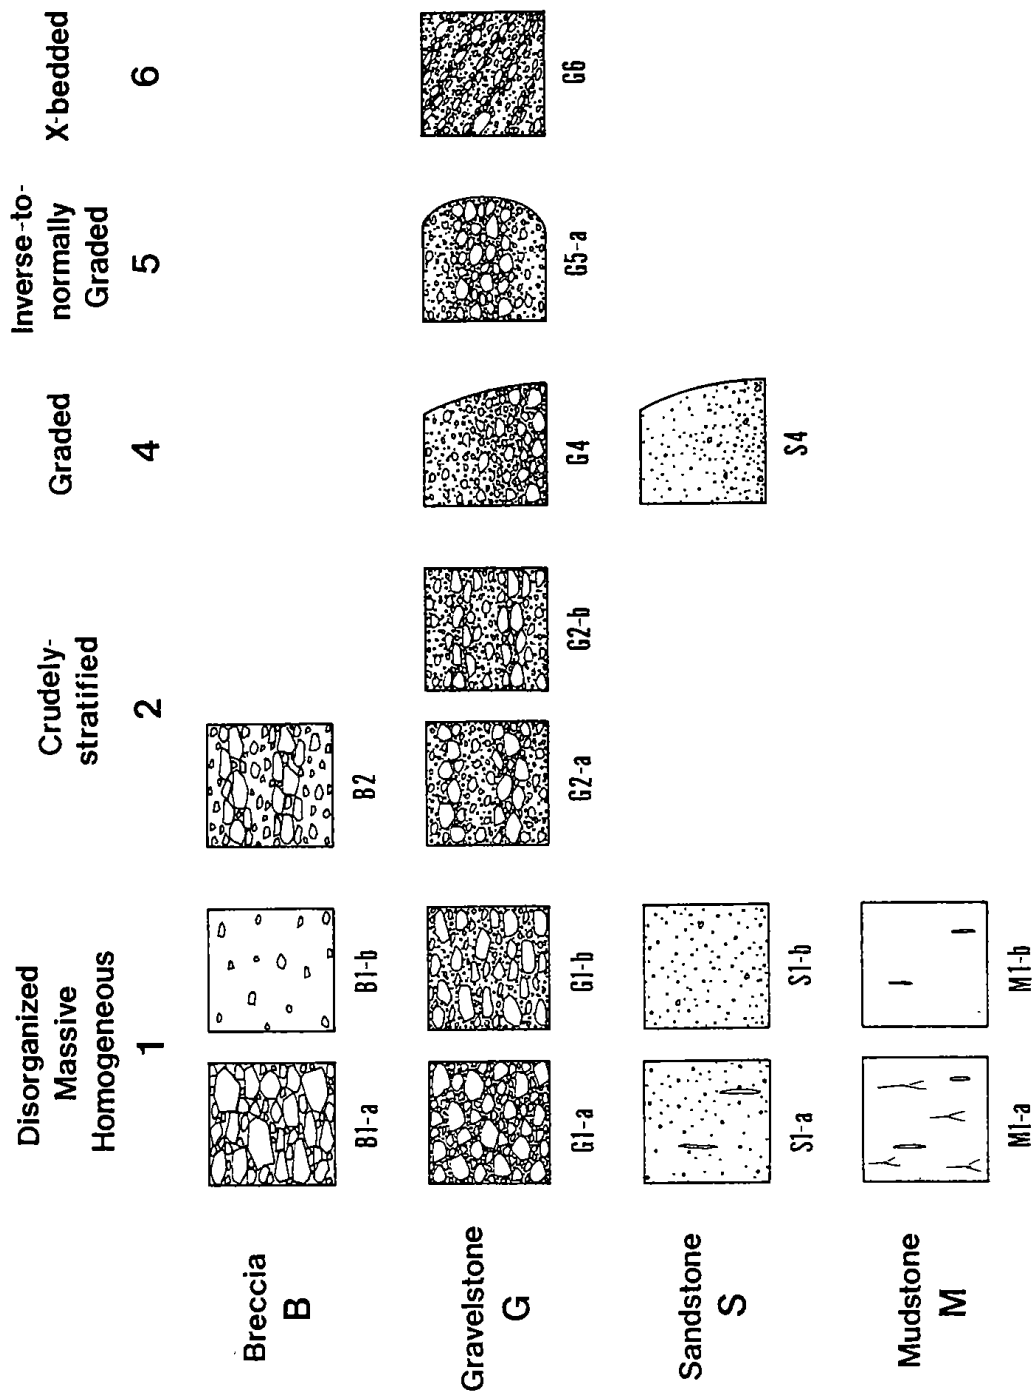 Disorganized
Massive
Homogeneous
1
Crudely-
stratified
2
Graded
4
Inverse-to-
normally
Graded
5
X-bedded
6
Breccia
B
B1-a
B1-b
B2
Gravelstone
G
G1-a
G1-b
G2-a
G2-b
G4
G5-a
G6
Sandstone
S
S1-a
S1-b
S4
Mudstone
M
M1-a
M1-b